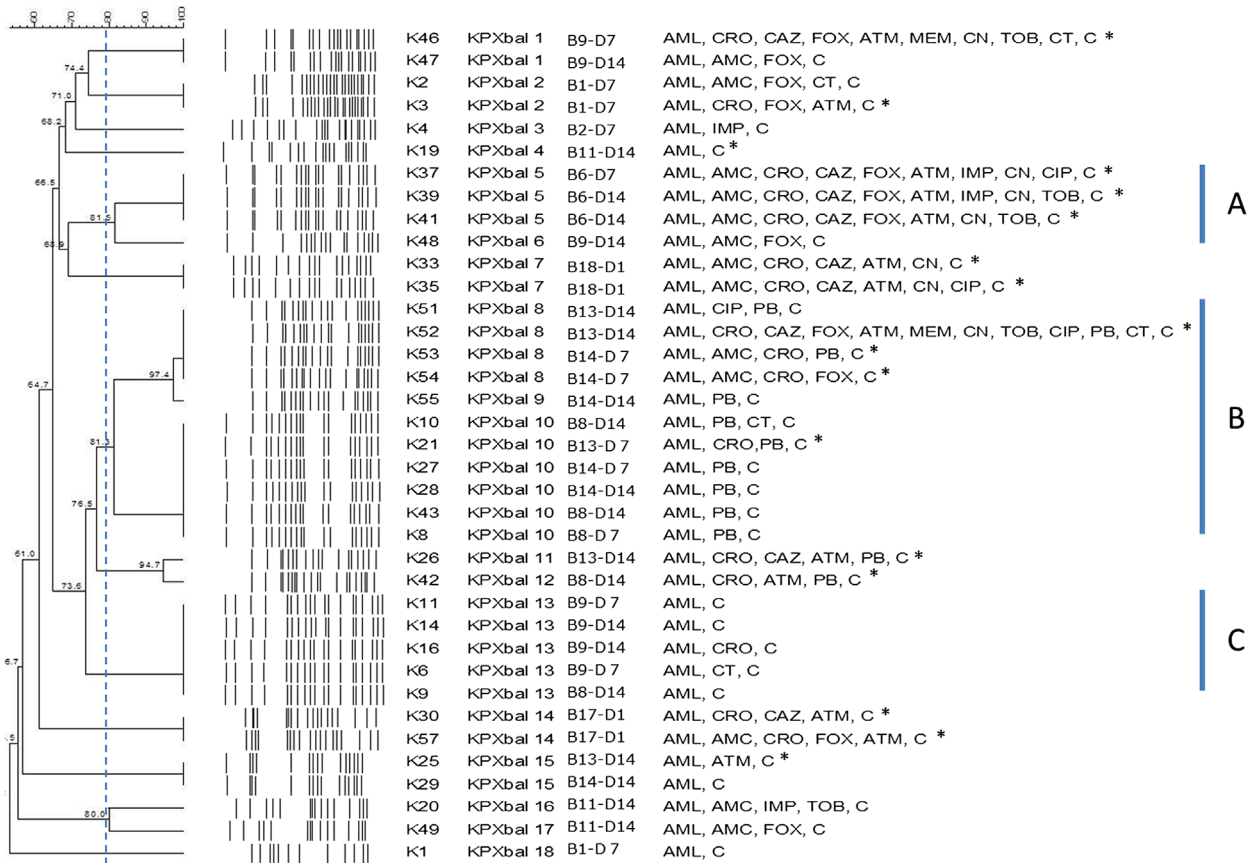 60 70 80 90 100
K46 KPXbal 1 B9-D7 AML, CRO, CAZ, FOX, ATM, MEM, CN, TOB, CT, C *
K47 KPXbal 1 B9-D14 AML, AMC, FOX, C
74.4
K2 KPXbal 2 B1-D7 AML, AMC, FOX, CT, C
71.0
K3 KPXbal 2 B1-D7 AML, CRO, FOX, ATM, C *
68.2
K4 KPXbal 3 B2-D7 AML, IMP, C
K19 KPXbal 4 B11-D14 AML, C *
66.5
K37 KPXbal 5 B6-D7 AML, AMC, CRO, CAZ, FOX, ATM, IMP, CN, CIP, C *
K39 KPXbal 5 B6-D14 AML, AMC, CRO, CAZ, FOX, ATM, IMP, CN, TOB, C *
A
K41 KPXbal 5 B6-D14 AML, AMC, CRO, CAZ, FOX, ATM, CN, TOB, C *
K48 KPXbal 6 B9-D14 AML, AMC, FOX, C
68.9
K33 KPXbal 7 B18-D1 AML, AMC, CRO, CAZ, ATM, CN, C *
K35 KPXbal 7 B18-D1 AML, AMC, CRO, CAZ, ATM, CN, CIP, C *
K51 KPXbal 8 B13-D14 AML, CIP, PB, C
K52 KPXbal 8 B13-D14 AML, CRO, CAZ, FOX, ATM, MEM, CN, TOB, CIP, PB, CT, C *
K53 KPXbal 8 B14-D7 AML, AMC, CRO, PB, C *
97.4
K54 KPXbal 8 B14-D7 AML, AMC, CRO, FOX, C *
64.7
K55 KPXbal 9 B14-D14 AML, PB, C
K10 KPXbal 10 B8-D14 AML, PB, CT, C
B
K21 KPXbal 10 B13-D7 AML, CRO,PB, C *
81.3
K27 KPXbal 10 B14-D7 AML, PB, C
K28 KPXbal 10 B14-D14 AML, PB, C
76.5
K43 KPXbal 10 B8-D14 AML, PB, C
K8 KPXbal 10 B8-D7 AML, PB, C
61.0
K26 KPXbal 11 B13-D14 AML, CRO, CAZ, ATM, PB, C *
94.7
K42 KPXbal 12 B8-D14 AML, CRO, ATM, PB, C *
73.6
K11 KPXbal 13 B9-D7 AML, C
K14 KPXbal 13 B9-D14 AML, C
K16 KPXbal 13 B9-D14 AML, CRO, C
C
K6 KPXbal 13 B9-D7 AML, CT, C
6.7
K9 KPXbal 13 B8-D14 AML, C
K30 KPXbal 14 B17-D1 AML, CRO, CAZ, ATM, C *
K57 KPXbal 14 B17-D1 AML, AMC, CRO, FOX, ATM, C *
.5
K25 KPXbal 15 B13-D14 AML, ATM, C *
K29 KPXbal 15 B14-D14 AML, C
K20 KPXbal 16 B11-D14 AML, AMC, IMP, TOB, C
80.0
K49 KPXbal 17 B11-D14 AML, AMC, FOX, C
K1 KPXbal 18 B1-D7 AML, C